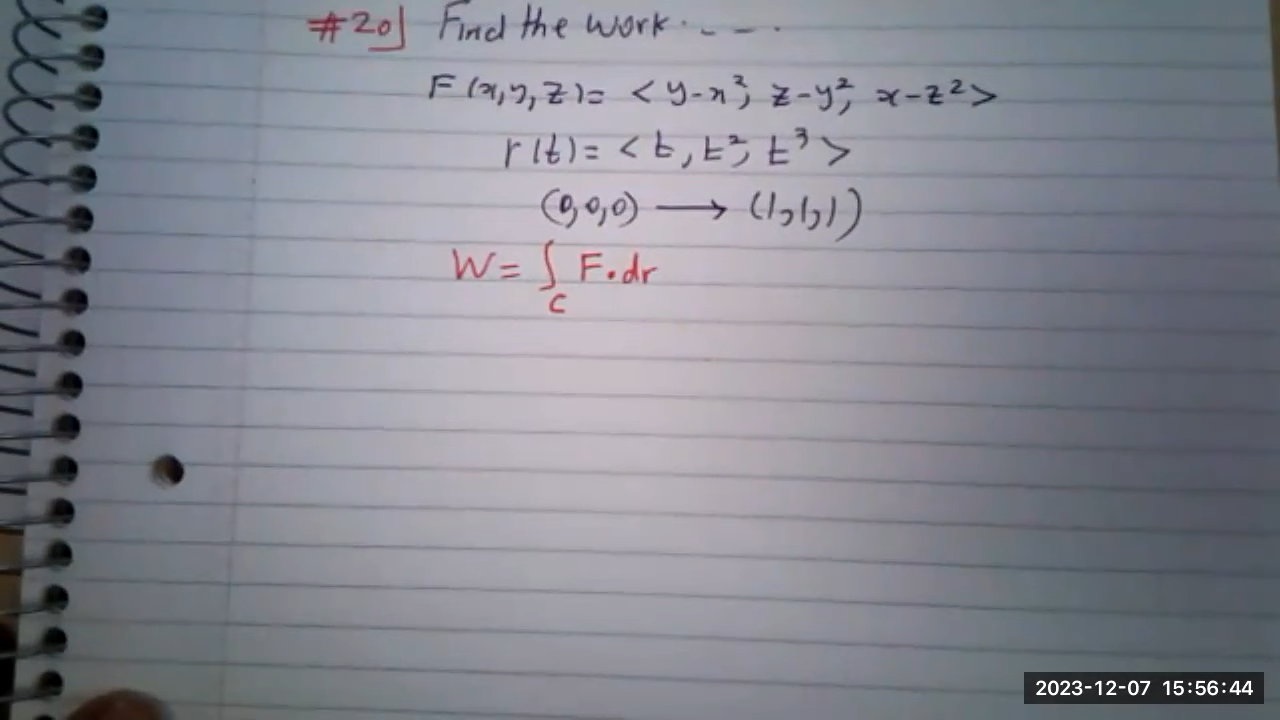 #20] Find the work . - - .
F(x,y,z) = < y-x², z-y², x-z² >
r(t) = < t, t², t³ >
(0,0,0) → (1,1,1)
W = ∫ F·dr
C
2023-12-07 15:56:44